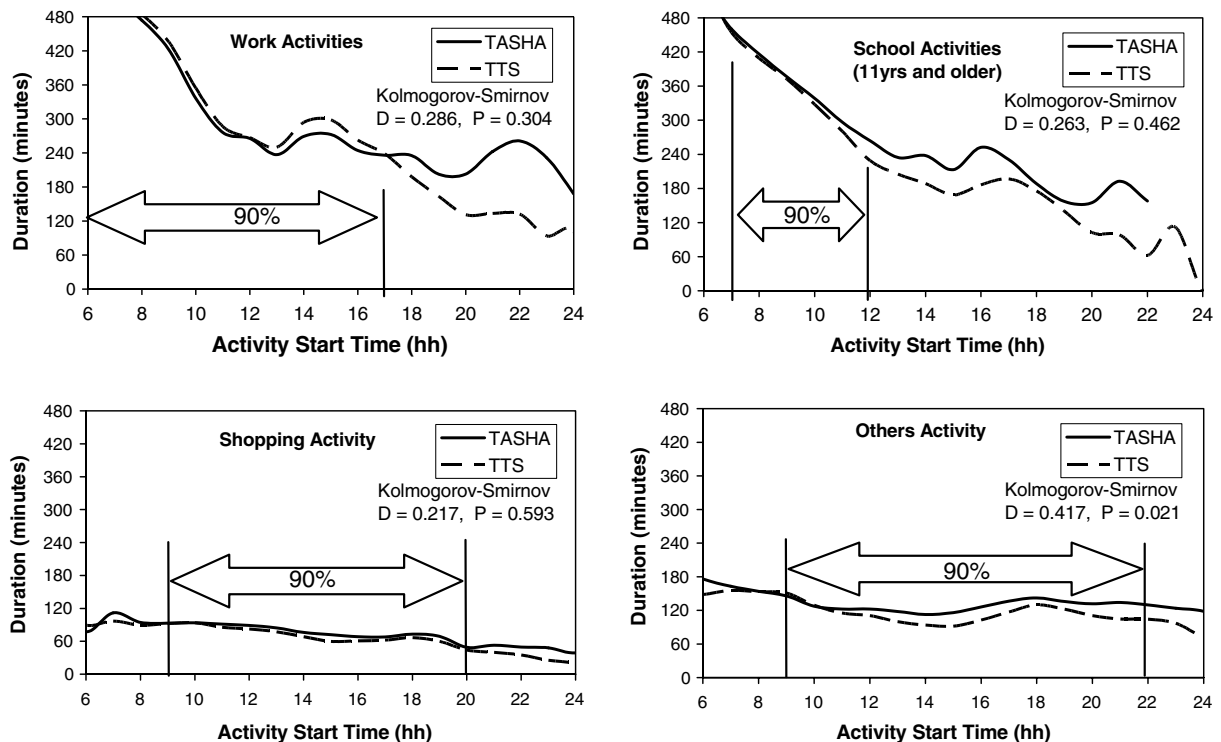 Work Activities
TASHA
TTS
Kolmogorov-Smirnov
D = 0.286, P = 0.304
90%
Duration (minutes)
480
420
360
300
240
180
120
60
0
6 8 10 12 14 16 18 20 22 24
Activity Start Time (hh)
School Activities
(11yrs and older)
TASHA
TTS
Kolmogorov-Smirnov
D = 0.263, P = 0.462
90%
Duration (minutes)
480
420
360
300
240
180
120
60
0
6 8 10 12 14 16 18 20 22 24
Activity Start Time (hh)
Shopping Activity
TASHA
TTS
Kolmogorov-Smirnov
D = 0.217, P = 0.593
90%
Duration (minutes)
480
420
360
300
240
180
120
60
0
6 8 10 12 14 16 18 20 22 24
Activity Start Time (hh)
Others Activity
TASHA
TTS
Kolmogorov-Smirnov
D = 0.417, P = 0.021
90%
Duration (minutes)
480
420
360
300
240
180
120
60
0
6 8 10 12 14 16 18 20 22 24
Activity Start Time (hh)